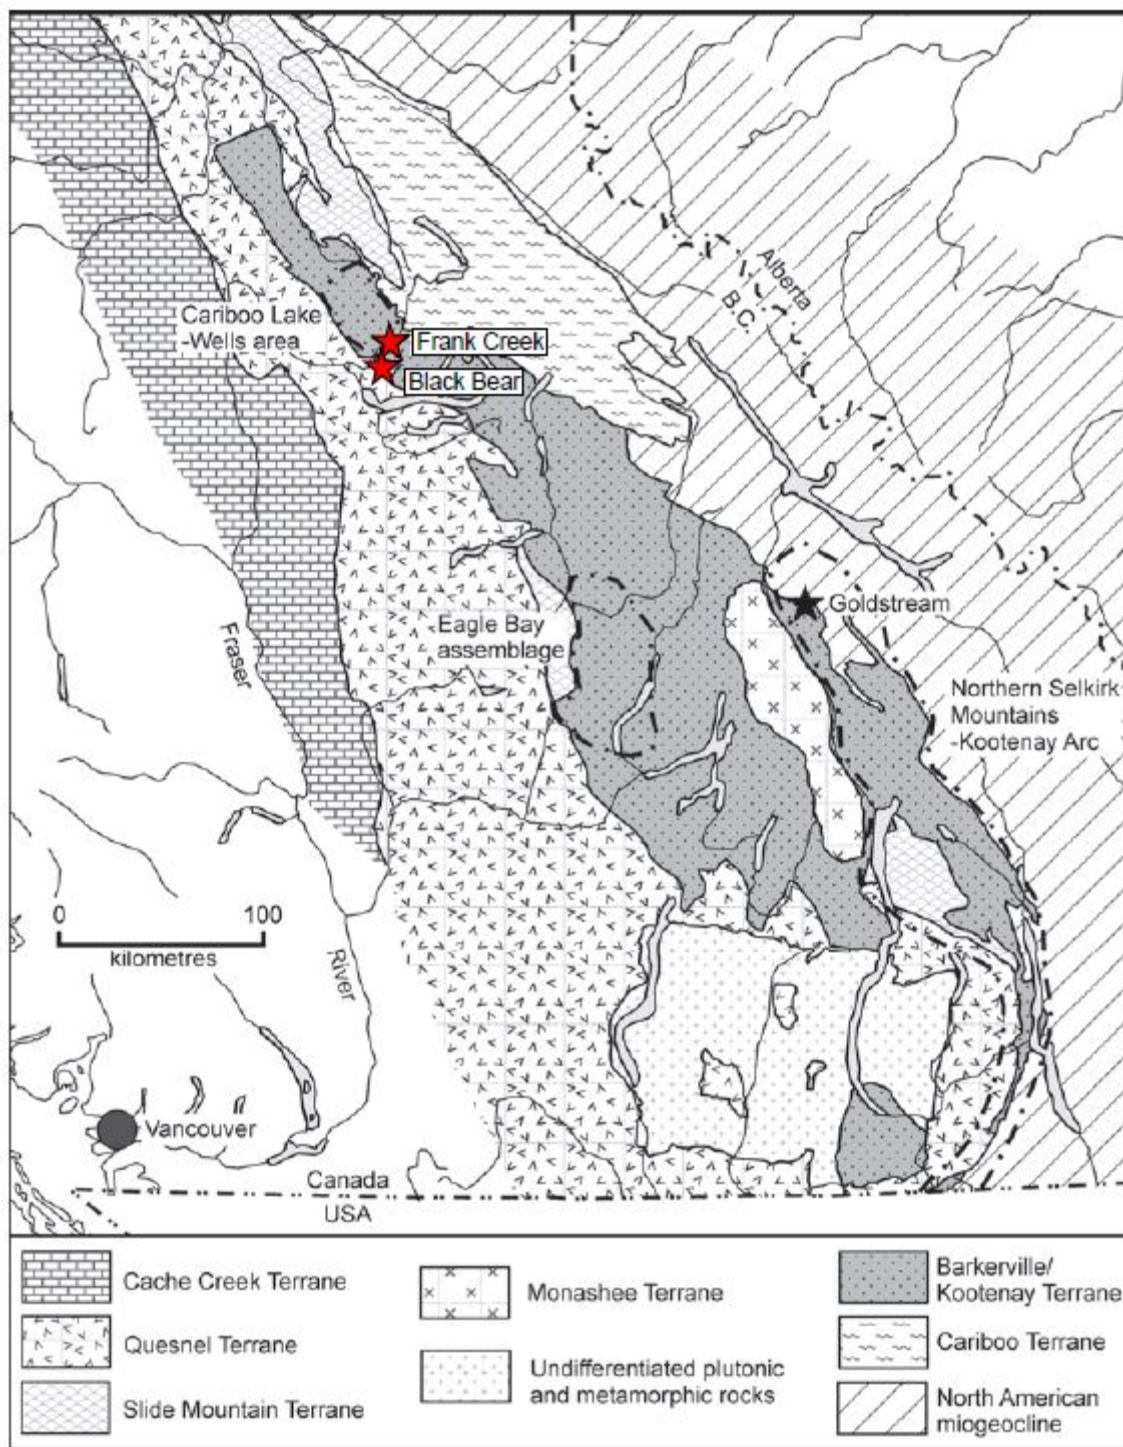 Alberta
B.C.
Cariboo Lake
-Wells area
Frank Creek
Black Bear
Goldstream
Eagle Bay
assemblage
Fraser
Northern Selkirk
Mountains
-Kootenay Arc
0 100
kilometres
River
Vancouver
Canada
USA
Cache Creek Terrane
Quesnel Terrane
Slide Mountain Terrane
Monashee Terrane
Undifferentiated plutonic
and metamorphic rocks
Barkerville/
Kootenay Terrane
Cariboo Terrane
North American
miogeocline